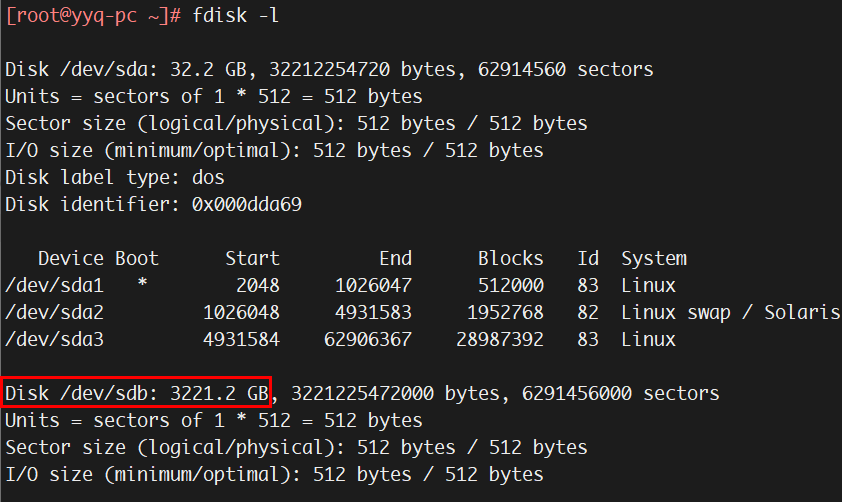 [root@yyq-pc ~]# fdisk -l
Disk /dev/sda: 32.2 GB, 32212254720 bytes, 62914560 sectors
Units = sectors of 1 * 512 = 512 bytes
Sector size (logical/physical): 512 bytes / 512 bytes
I/O size (minimum/optimal): 512 bytes / 512 bytes
Disk label type: dos
Disk identifier: 0x000dda69
Device Boot Start End Blocks Id System
/dev/sda1 * 2048 1026047 512000 83 Linux
/dev/sda2 1026048 4931583 1952768 82 Linux swap / Solaris
/dev/sda3 4931584 62906367 28987392 83 Linux
Disk /dev/sdb: 3221.2 GB, 3221225472000 bytes, 6291456000 sectors
Units = sectors of 1 * 512 = 512 bytes
Sector size (logical/physical): 512 bytes / 512 bytes
I/O size (minimum/optimal): 512 bytes / 512 bytes